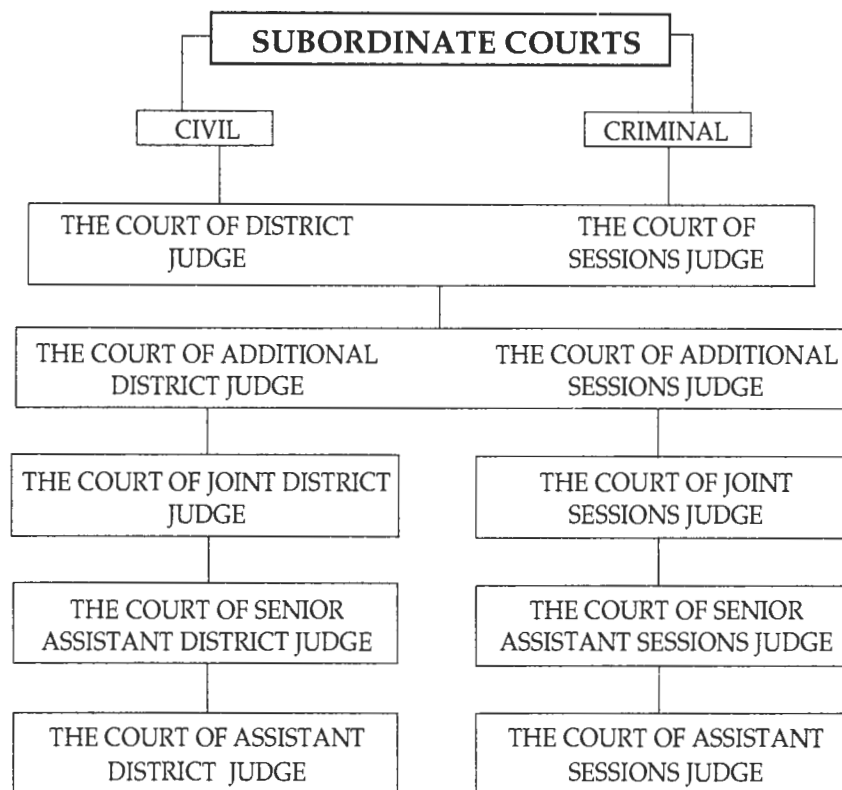 SUBORDINATE COURTS
CIVIL
CRIMINAL
THE COURT OF DISTRICT
JUDGE
THE COURT OF
SESSIONS JUDGE
THE COURT OF ADDITIONAL
DISTRICT JUDGE
THE COURT OF ADDITIONAL
SESSIONS JUDGE
THE COURT OF JOINT DISTRICT
JUDGE
THE COURT OF JOINT
SESSIONS JUDGE
THE COURT OF SENIOR
ASSISTANT DISTRICT JUDGE
THE COURT OF SENIOR
ASSISTANT SESSIONS JUDGE
THE COURT OF ASSISTANT
DISTRICT JUDGE
THE COURT OF ASSISTANT
SESSIONS JUDGE